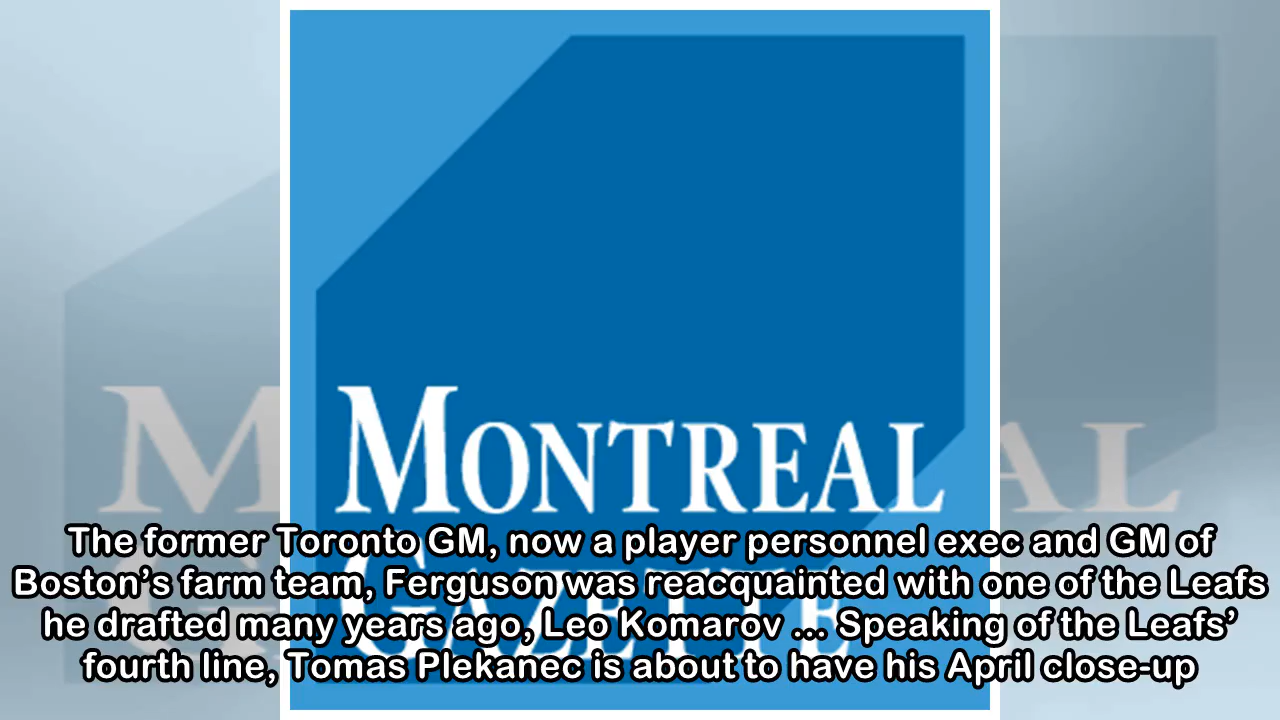 MONTREAL
GAZETTE
The former Toronto GM, now a player personnel exec and GM of
Boston’s farm team, Ferguson was reacquainted with one of the Leafs
he drafted many years ago, Leo Komarov ... Speaking of the Leafs’
fourth line, Tomas Plekanec is about to have his April close-up